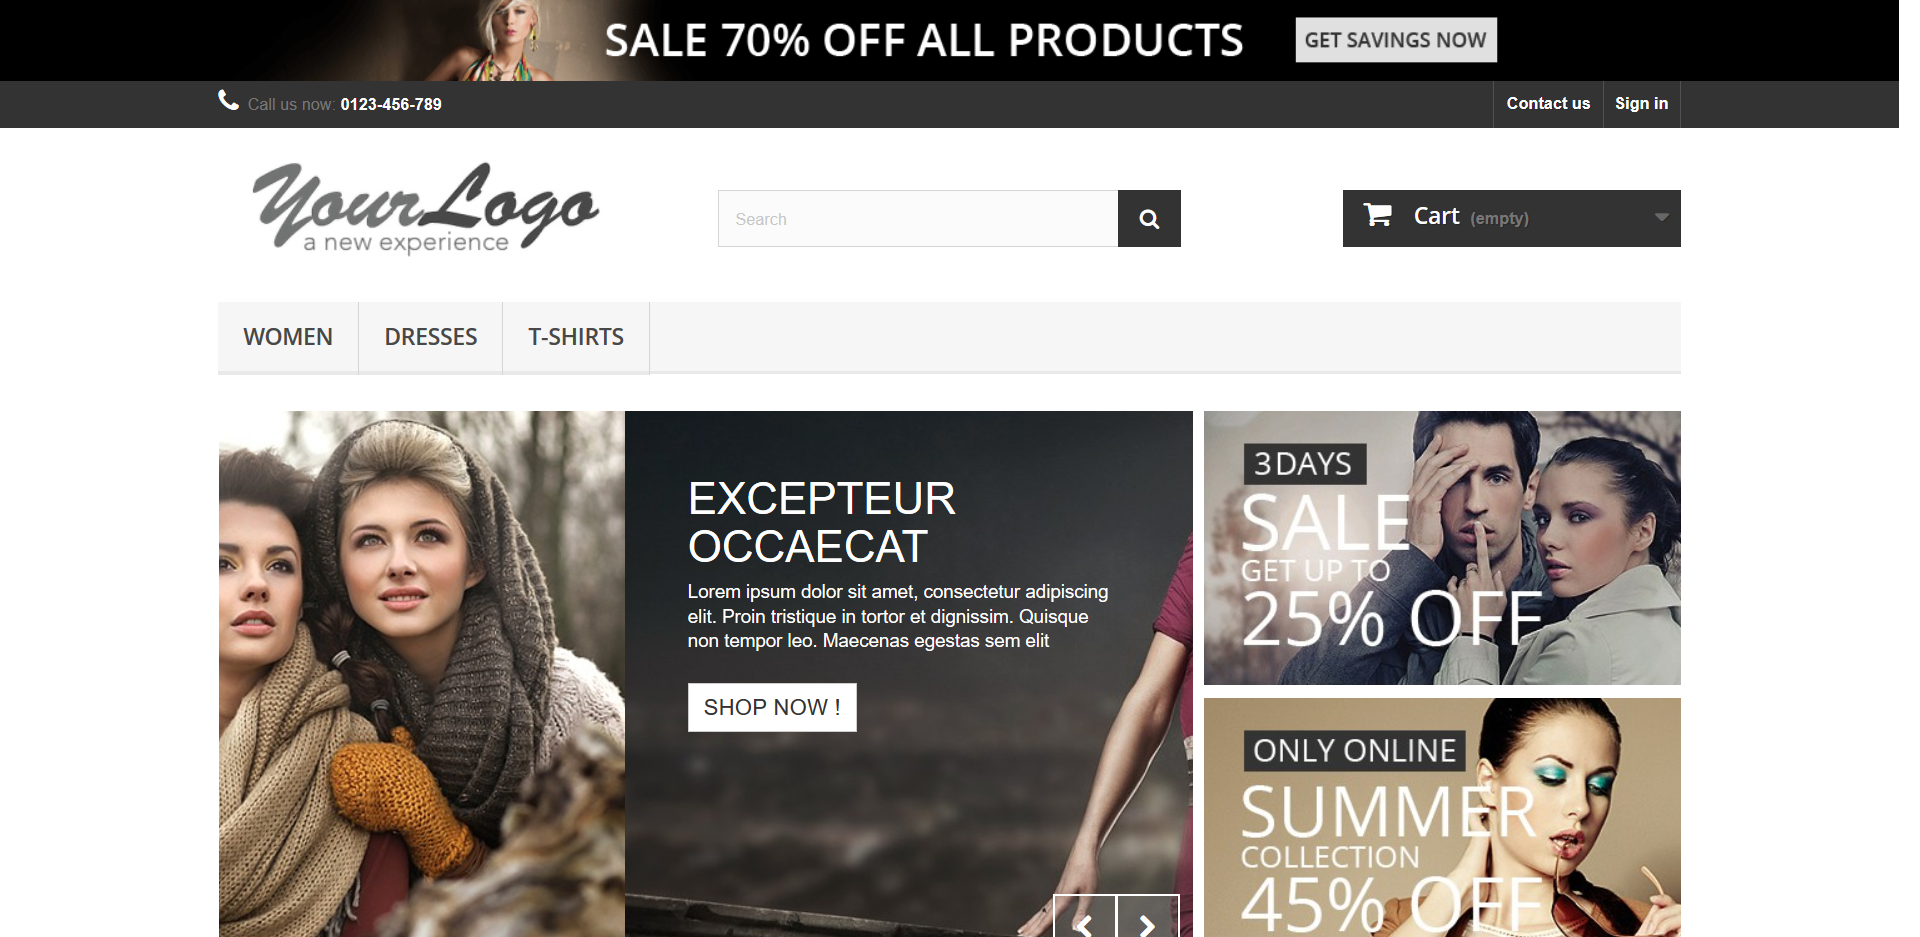 SALE 70% OFF ALL PRODUCTS
GET SAVINGS NOW
Call us now: 0123-456-789
Contact us
Sign in
YourLogo
a new experience
Search
Cart (empty)
WOMEN
DRESSES
T-SHIRTS
EXCEPTEUR
OCCAECAT
Lorem ipsum dolor sit amet, consectetur adipiscing
elit. Proin tristique in tortor et dignissim. Quisque
non tempor leo. Maecenas egestas sem elit
SHOP NOW !
3 DAYS
SALE
GET UP TO
25% OFF
ONLY ONLINE
SUMMER
COLLECTION
45% OFF